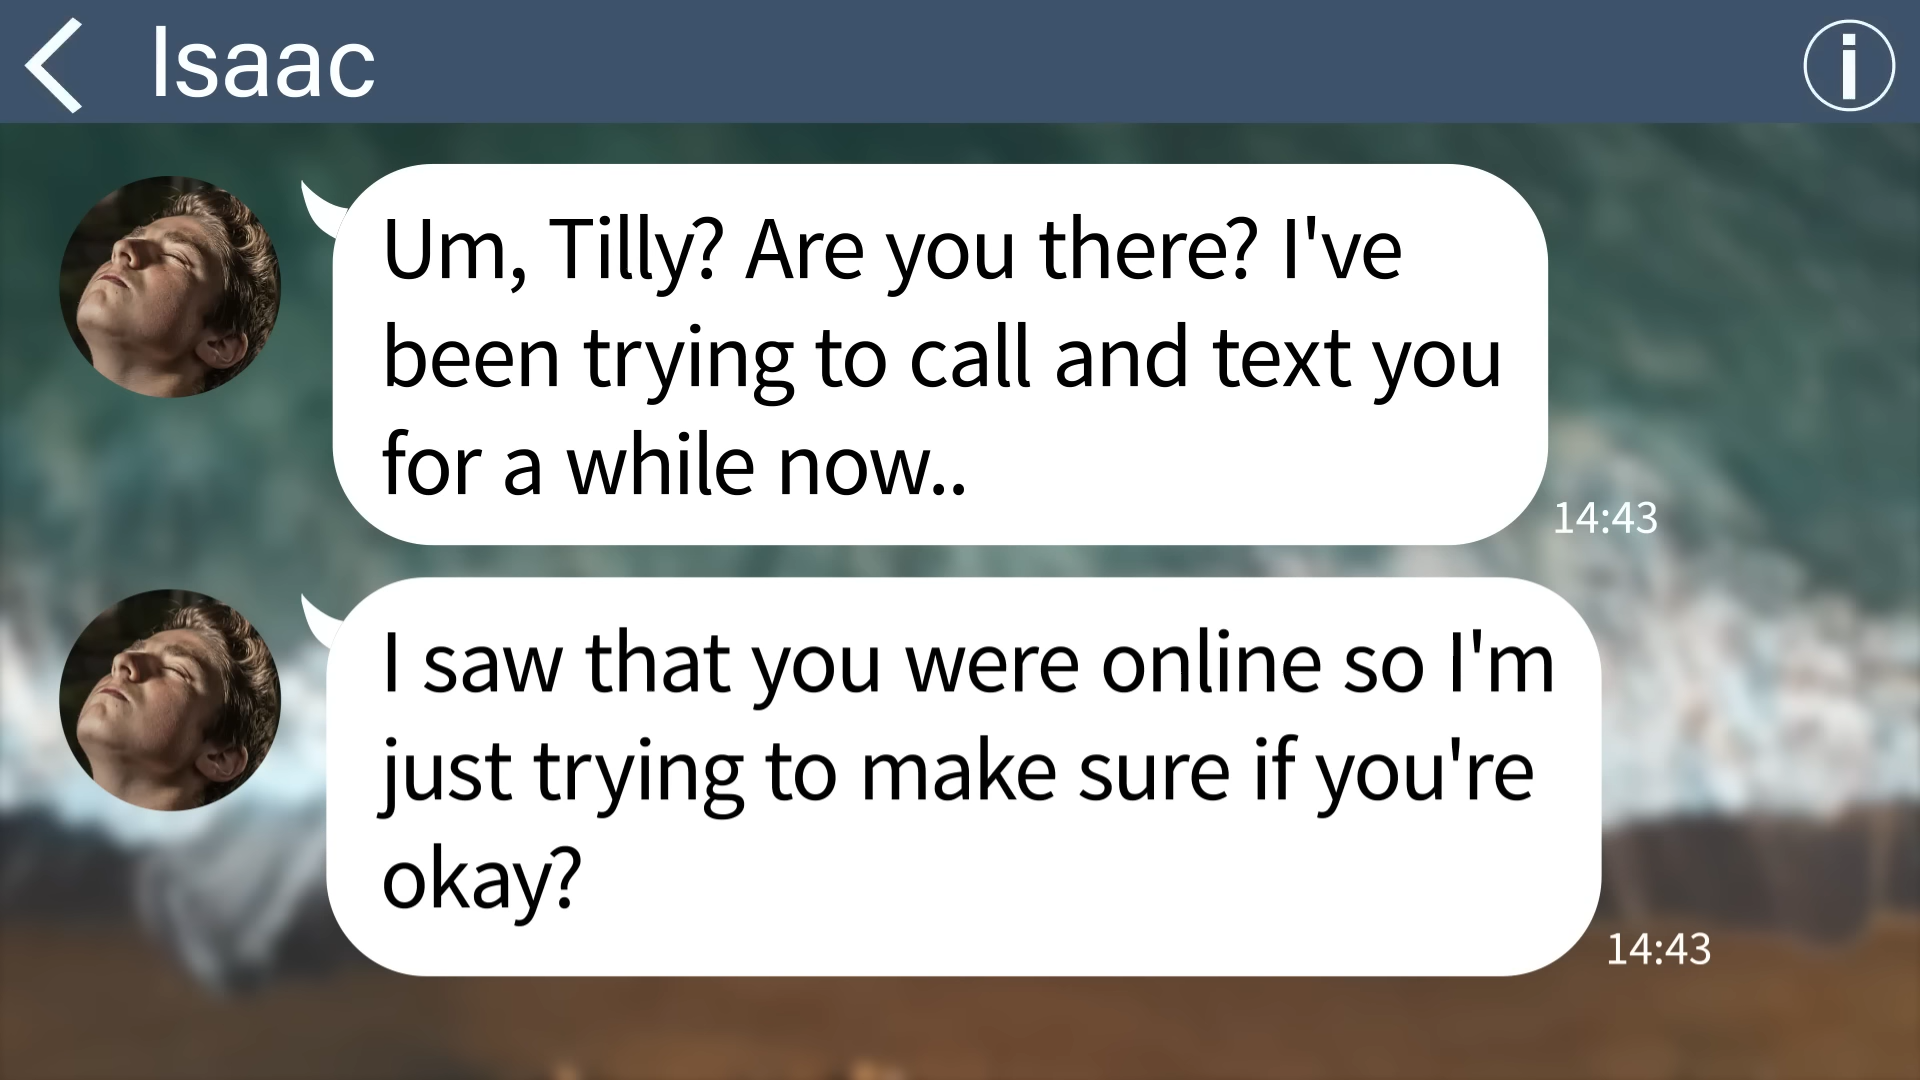 Isaac
Um, Tilly? Are you there? I've
been trying to call and text you
for a while now..
14:43
I saw that you were online so I'm
just trying to make sure if you're
okay?
14:43